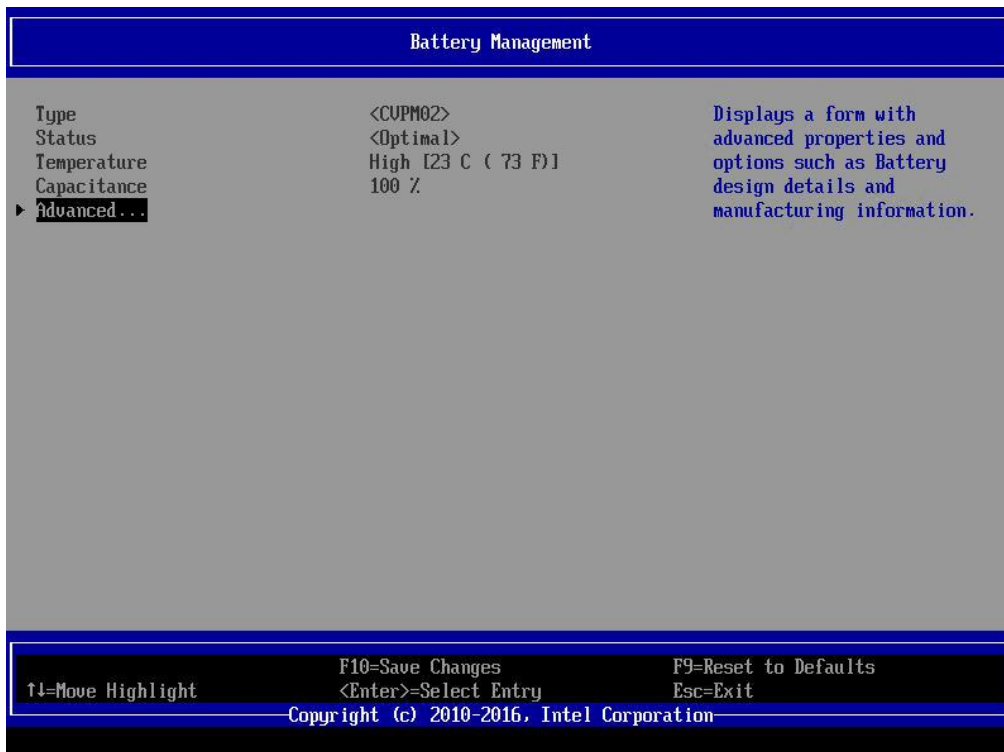 Battery Management
Type <CVPM02>
Status <Optimal>
Temperature High [23 C ( 73 F)]
Capacitance 100 %
▶ Advanced...
Displays a form with
advanced properties and
options such as Battery
design details and
manufacturing information.
F10=Save Changes F9=Reset to Defaults
↑↓=Move Highlight <Enter>=Select Entry Esc=Exit
Copyright (c) 2010-2016, Intel Corporation